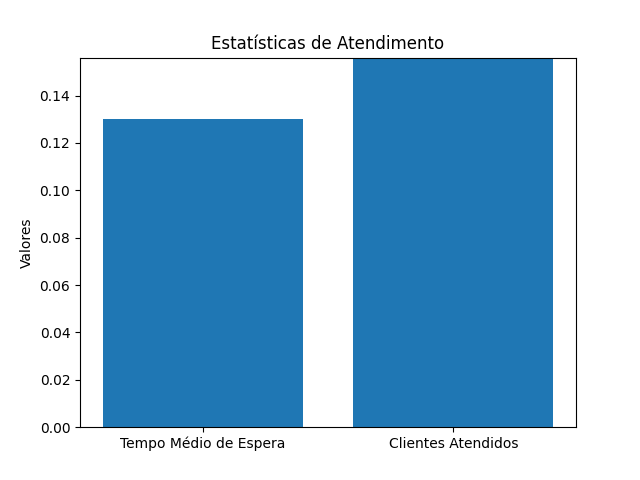 Estatísticas de Atendimento
Valores
0.14
0.12
0.10
0.08
0.06
0.04
0.02
0.00
Tempo Médio de Espera
Clientes Atendidos